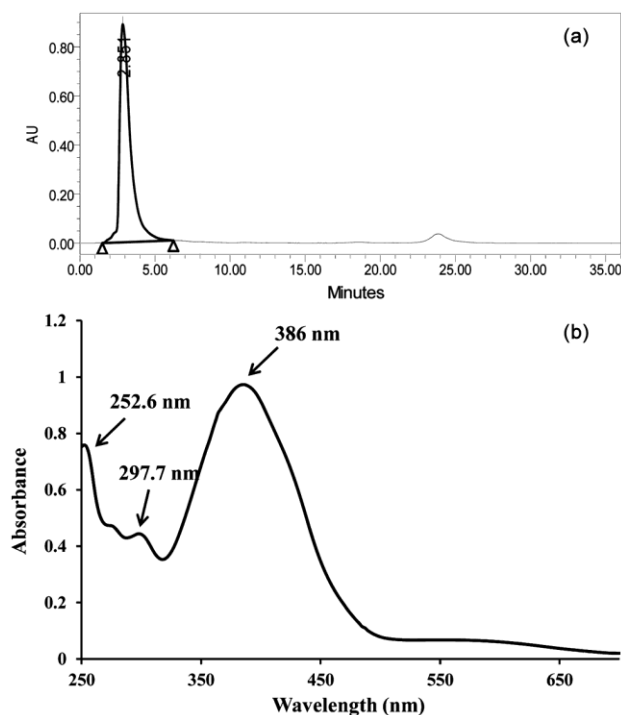 (a)
0.80
0.60
0.40
0.20
0.00
AU
2.851
0.00 5.00 10.00 15.00 20.00 25.00 30.00 35.00
Minutes
(b)
1.2
1
0.8
0.6
0.4
0.2
0
Absorbance
386 nm
252.6 nm
297.7 nm
250 350 450 550 650
Wavelength (nm)